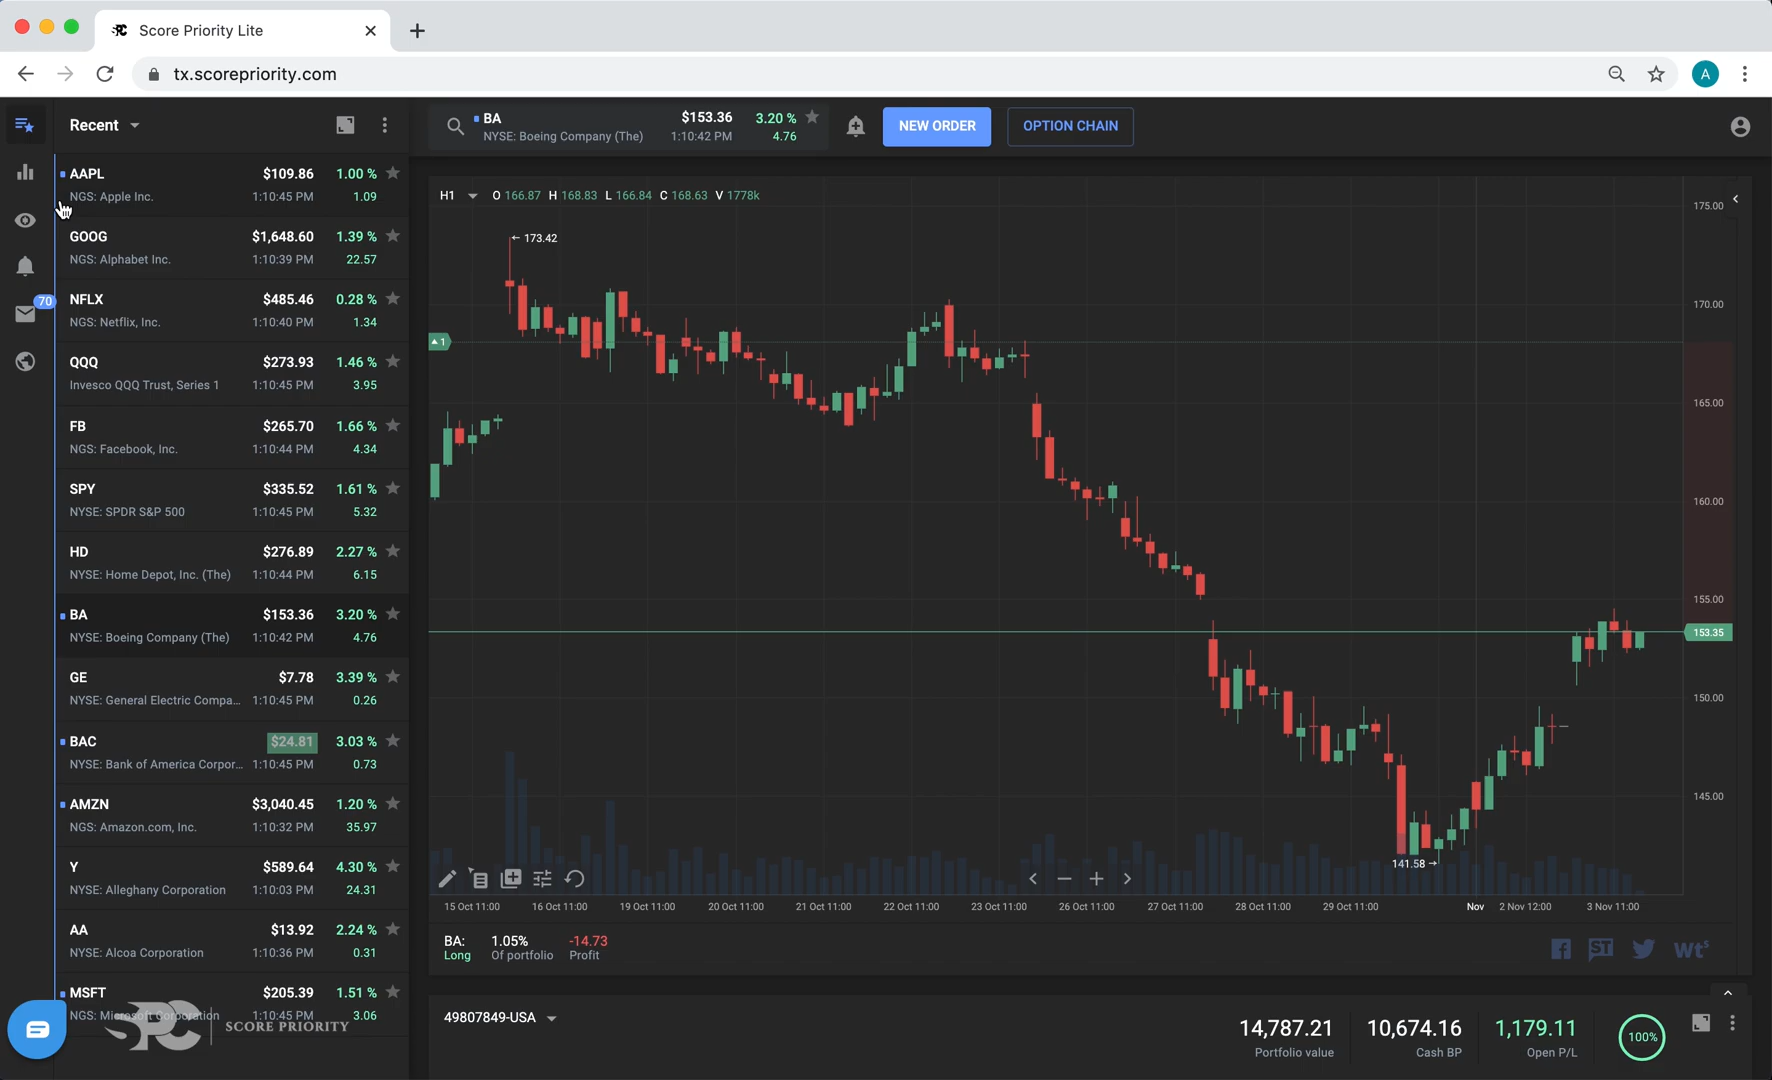 Score Priority Lite
tx.scorepriority.com
A
Recent
BA $153.36 3.20 %
NYSE: Boeing Company (The) 1:10:42 PM 4.76
NEW ORDER
OPTION CHAIN
70
AAPL $109.86 1.00 %
NGS: Apple Inc. 1:10:45 PM 1.09
GOOG $1,648.60 1.39 %
NGS: Alphabet Inc. 1:10:39 PM 22.57
NFLX $485.46 0.28 %
NGS: Netflix, Inc. 1:10:40 PM 1.34
QQQ $273.93 1.46 %
Invesco QQQ Trust, Series 1 1:10:45 PM 3.95
FB $265.70 1.66 %
NGS: Facebook, Inc. 1:10:44 PM 4.34
SPY $335.52 1.61 %
NYSE: SPDR S&P 500 1:10:45 PM 5.32
HD $276.89 2.27 %
NYSE: Home Depot, Inc. (The) 1:10:44 PM 6.15
BA $153.36 3.20 %
NYSE: Boeing Company (The) 1:10:42 PM 4.76
GE $7.78 3.39 %
NYSE: General Electric Compa... 1:10:45 PM 0.26
BAC $24.81 3.03 %
NYSE: Bank of America Corpor... 1:10:45 PM 0.73
AMZN $3,040.45 1.20 %
NGS: Amazon.com, Inc. 1:10:32 PM 35.97
Y $589.64 4.30 %
NYSE: Alleghany Corporation 1:10:03 PM 24.31
AA $13.92 2.24 %
NYSE: Alcoa Corporation 1:10:36 PM 0.31
MSFT $205.39 1.51 %
NGS: Microsoft Corporation 1:10:45 PM 3.06
SCORE PRIORITY
H1 O 166.87 H 168.83 L 166.84 C 168.63 V 1778k
173.42
1
141.58
175.00
170.00
165.00
160.00
155.00
153.35
150.00
145.00
15 Oct 11:00 16 Oct 11:00 19 Oct 11:00 20 Oct 11:00 21 Oct 11:00 22 Oct 11:00 23 Oct 11:00 26 Oct 11:00 27 Oct 11:00 28 Oct 11:00 29 Oct 11:00 Nov 2 Nov 12:00 3 Nov 11:00
BA: 1.05% -14.73
Long Of portfolio Profit
ST
wts
49807849-USA
14,787.21 10,674.16 1,179.11 100%
Portfolio value Cash BP Open P/L